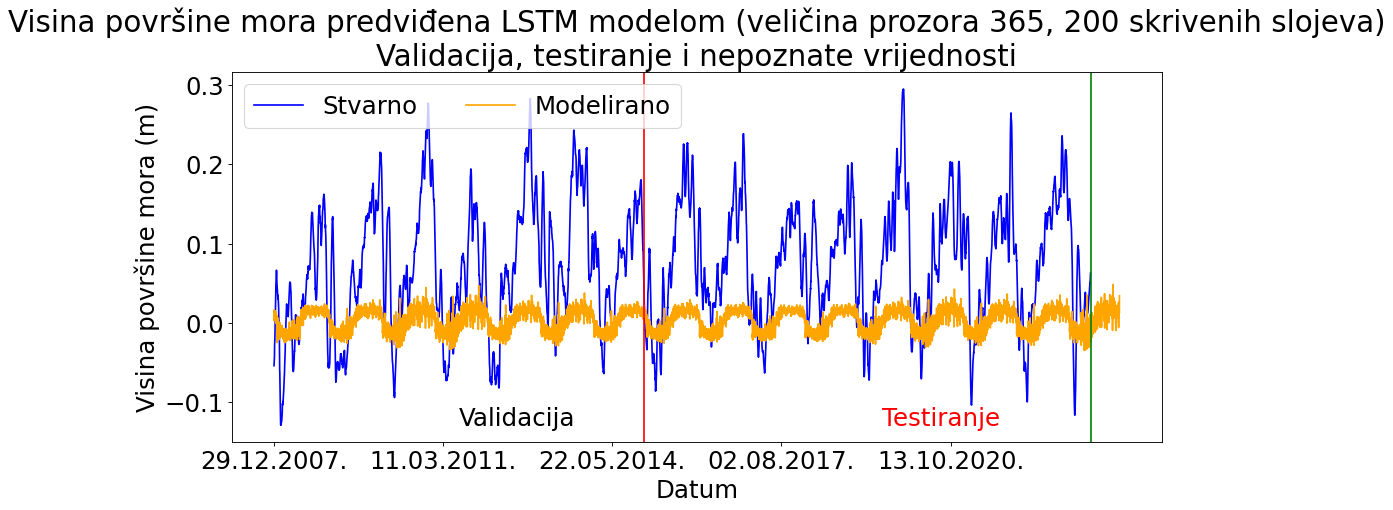 Visina površine mora predviđena LSTM modelom (veličina prozora 365, 200 skrivenih slojeva)
Validacija, testiranje i nepoznate vrijednosti
Stvarno Modelirano
Visina površine mora (m)
0.3
0.2
0.1
0.0
−0.1
Validacija
Testiranje
29.12.2007. 11.03.2011. 22.05.2014. 02.08.2017. 13.10.2020.
Datum